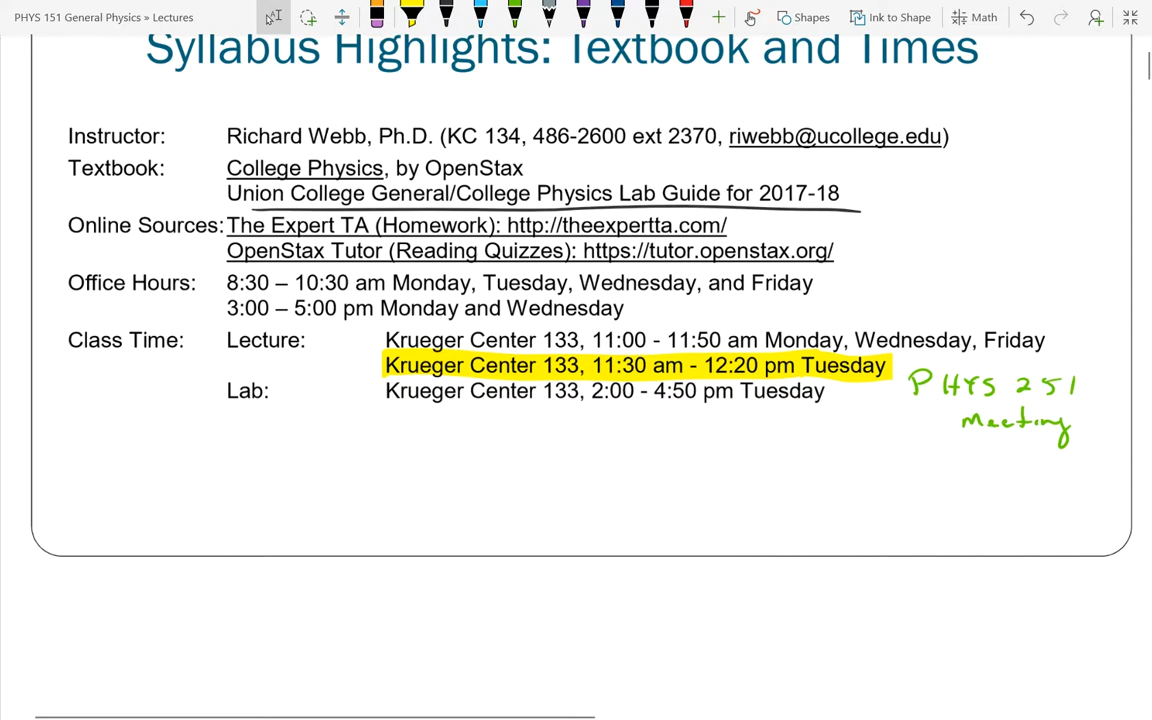 PHYS 151 General Physics » Lectures
Shapes Ink to Shape Math
Syllabus Highlights: Textbook and Times
Instructor: Richard Webb, Ph.D. (KC 134, 486-2600 ext 2370, riwebb@ucollege.edu)
Textbook: College Physics, by OpenStax
Union College General/College Physics Lab Guide for 2017-18
Online Sources: The Expert TA (Homework): http://theexpertta.com/
OpenStax Tutor (Reading Quizzes): https://tutor.openstax.org/
Office Hours: 8:30 – 10:30 am Monday, Tuesday, Wednesday, and Friday
3:00 – 5:00 pm Monday and Wednesday
Class Time: Lecture: Krueger Center 133, 11:00 - 11:50 am Monday, Wednesday, Friday
Krueger Center 133, 11:30 am - 12:20 pm Tuesday
Lab: Krueger Center 133, 2:00 - 4:50 pm Tuesday
PHYS 251
Meeting